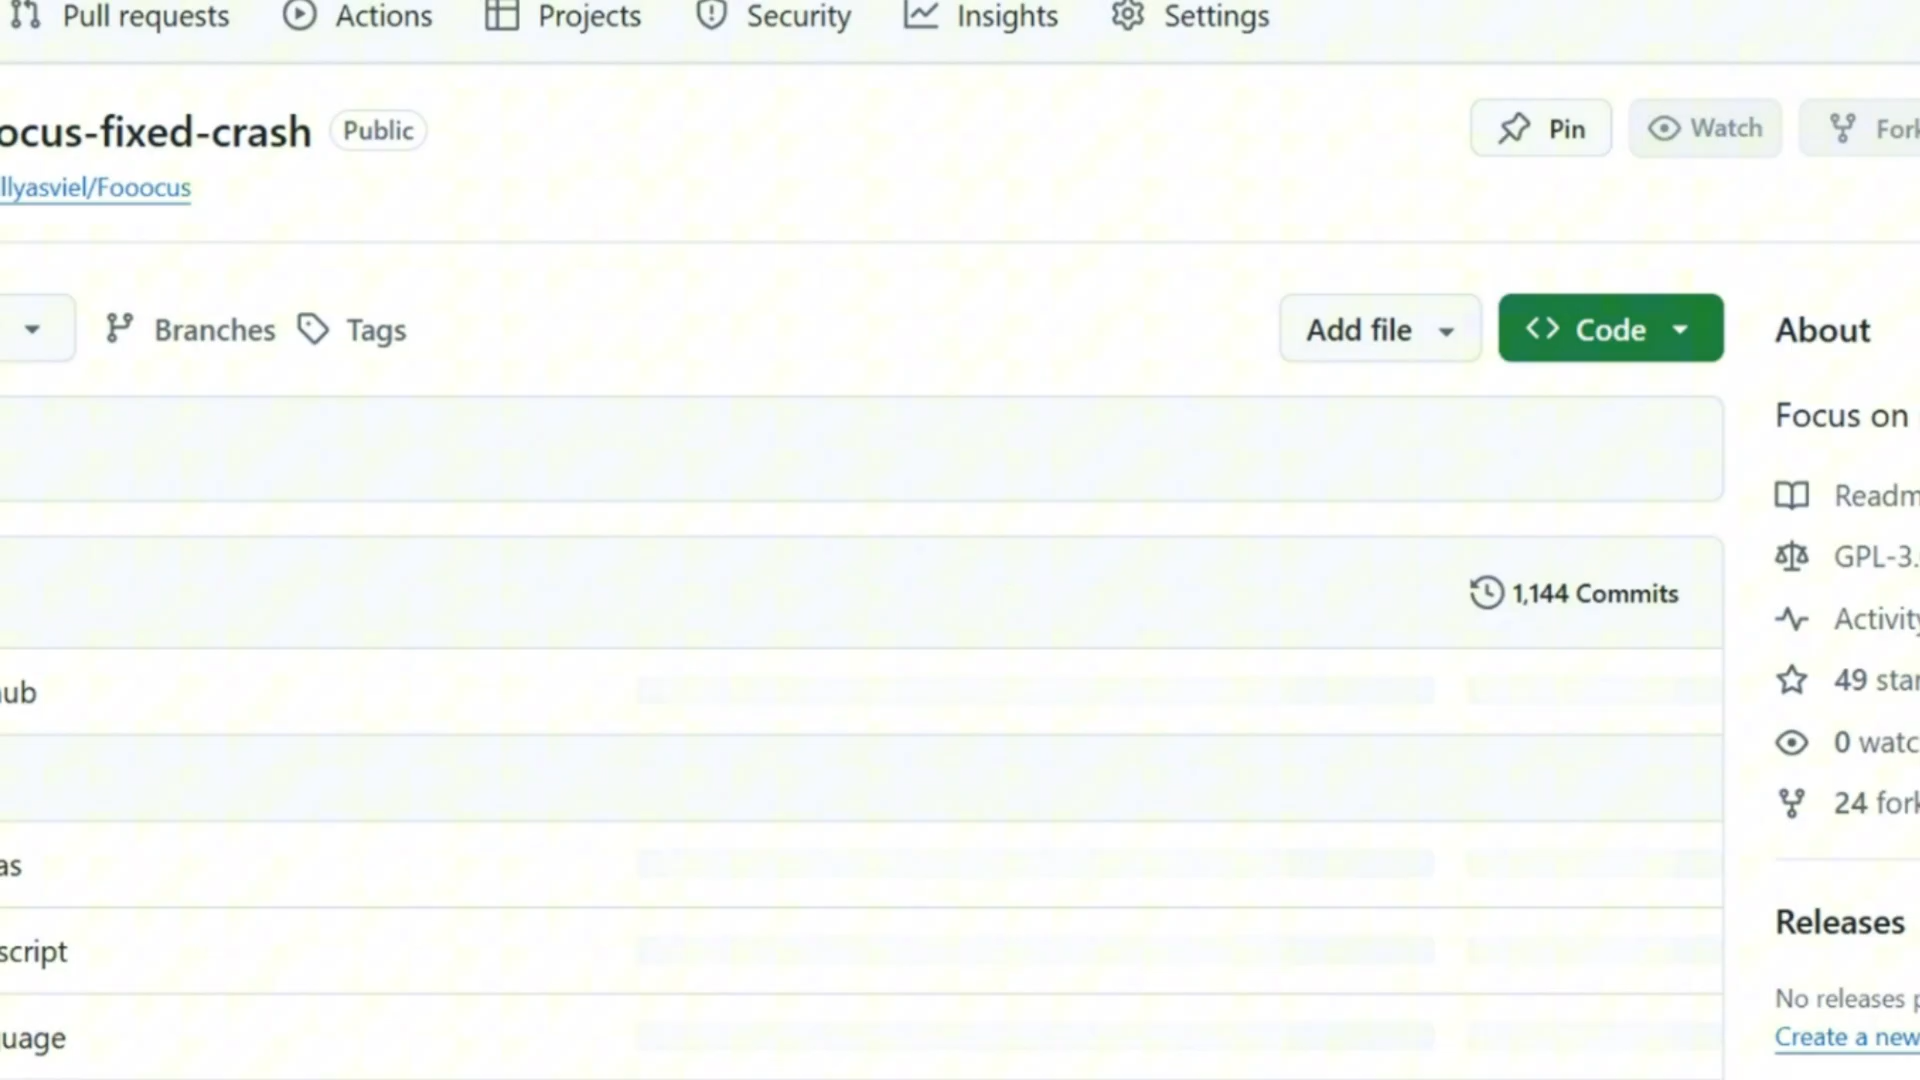 Pull requests Actions Projects Security Insights Settings
ocus-fixed-crash Public Pin Watch Fork
llyasviel/Fooocus
Branches Tags Add file Code About
Focus on
Readm
GPL-3.
1,144 Commits
Activity
49 star
ub
0 watc
24 fork
as
Releases
script
No releases p
Create a new
uage